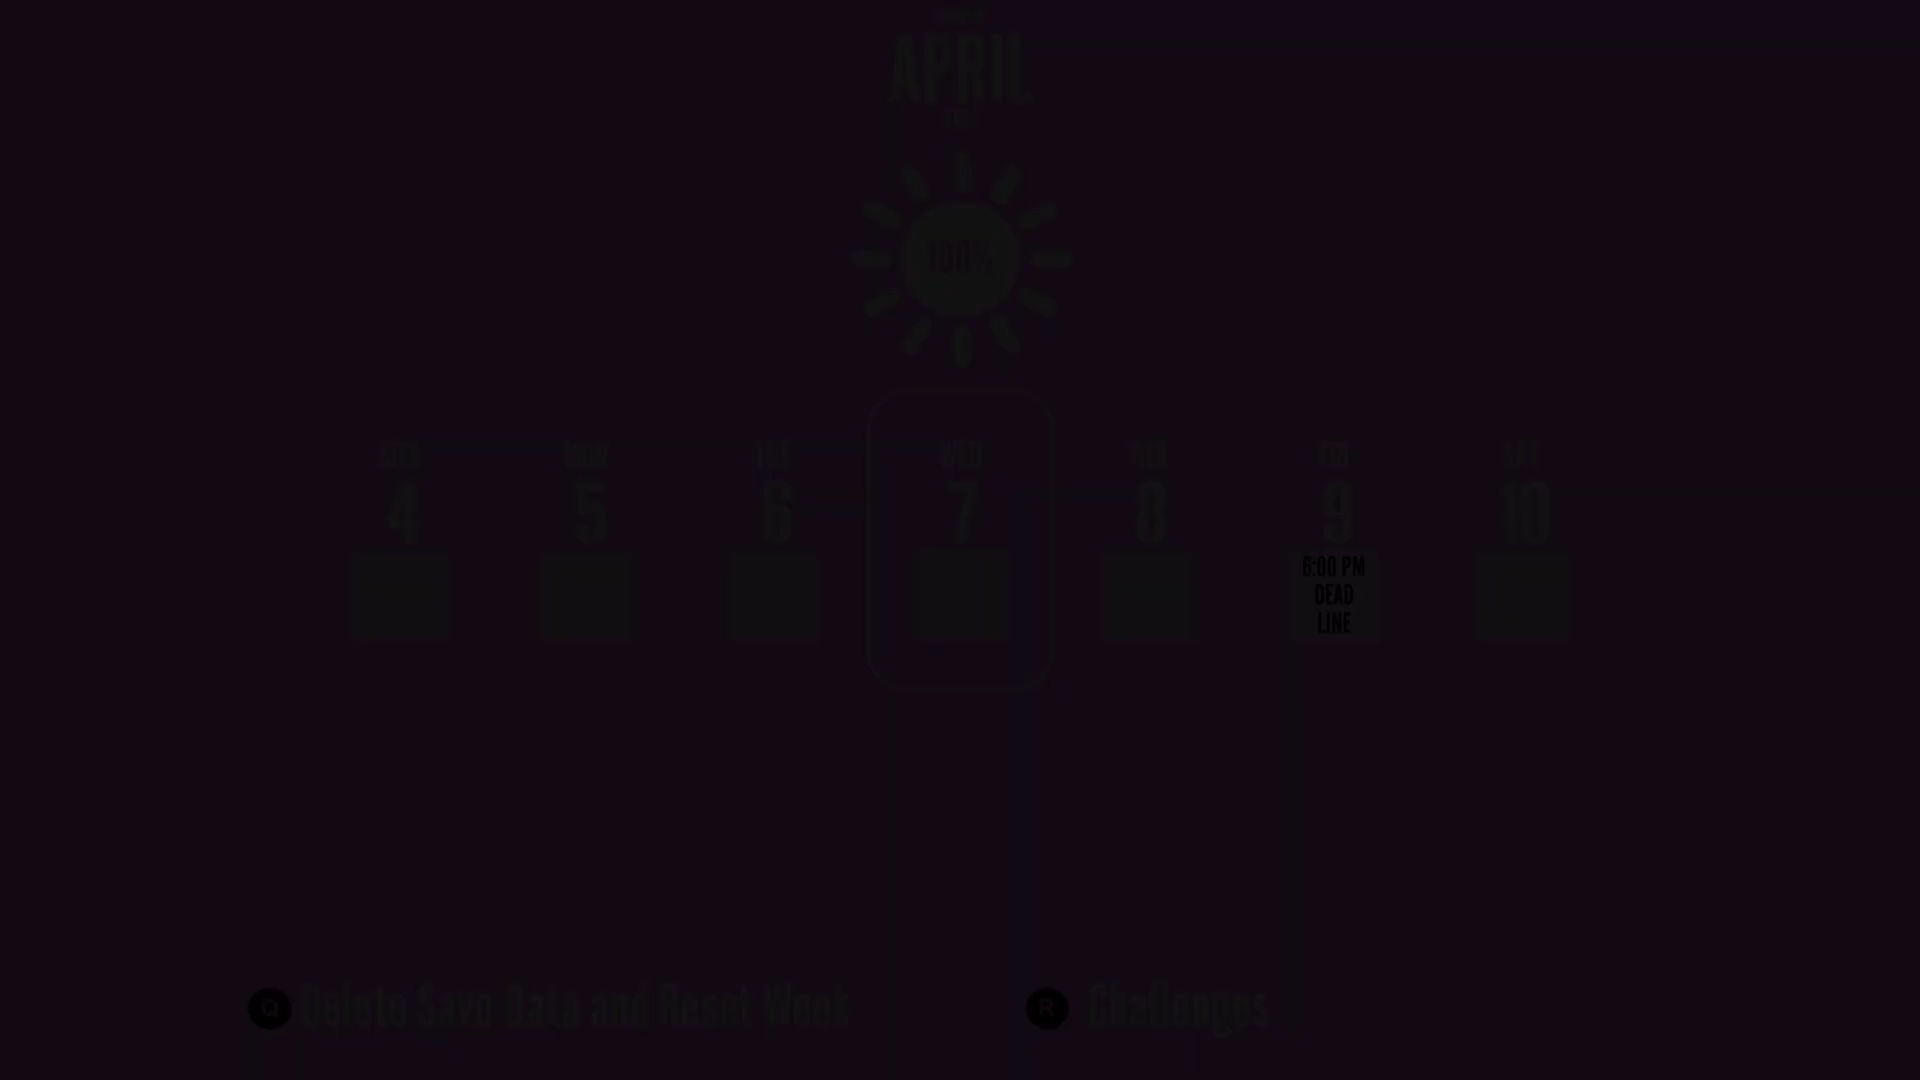 APRIL
100%
SUN MON TUE WED THU FRI SAT
4 5 6 7 8 9 10
6:00 PM
DEAD
LINE
Q Delete Save Data and Reset Week
R Challenges